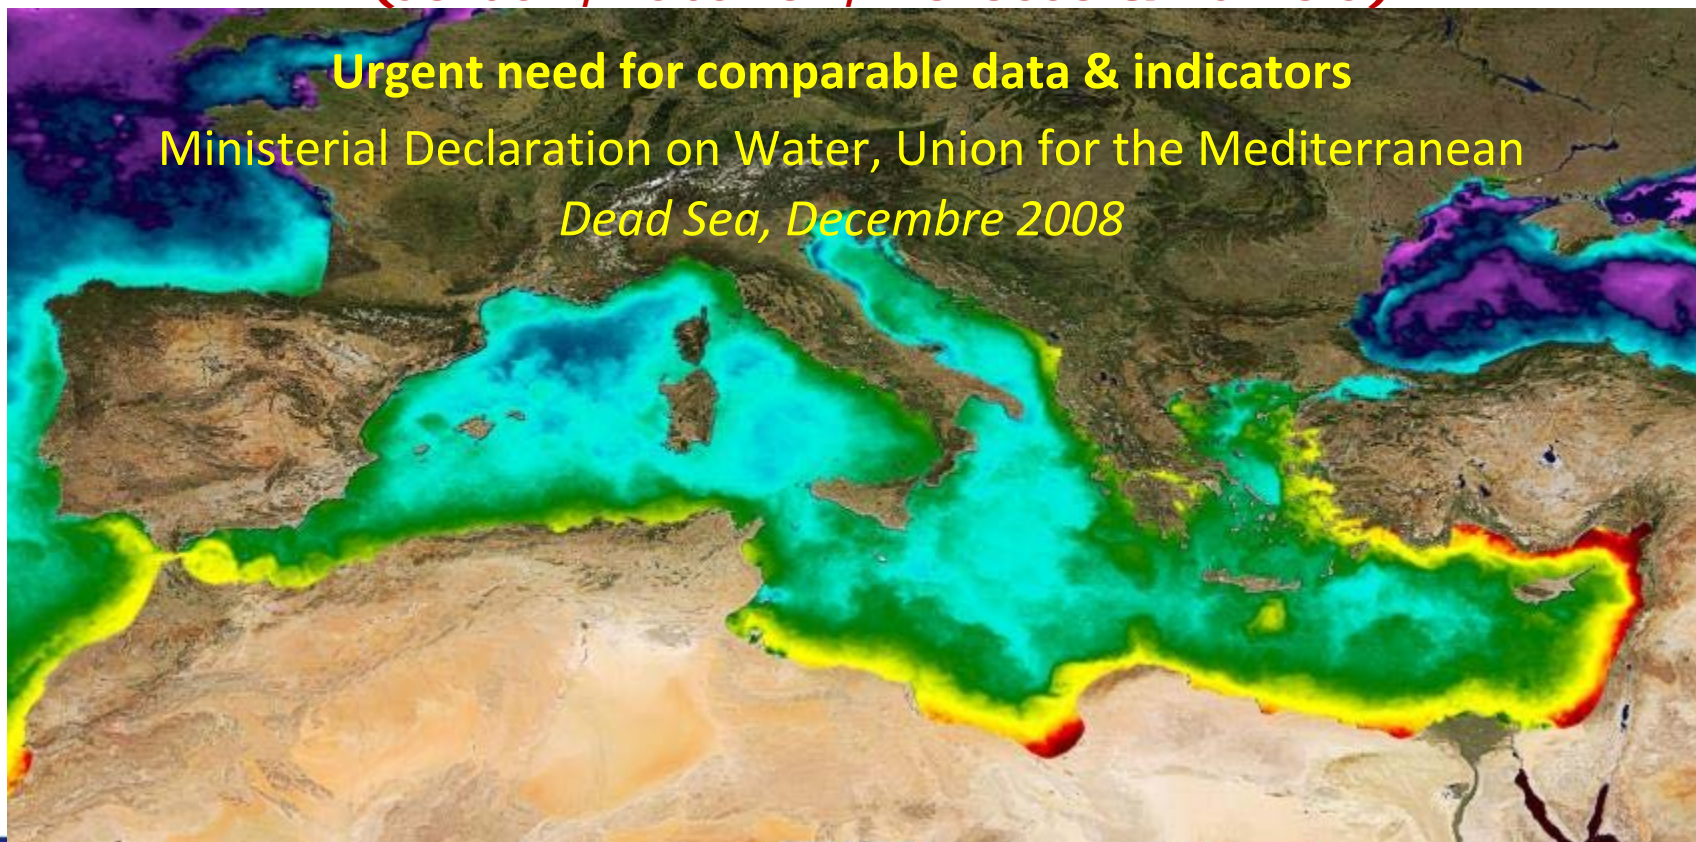 Urgent need for comparable data & indicators
Ministerial Declaration on Water, Union for the Mediterranean
Dead Sea, Decembre 2008